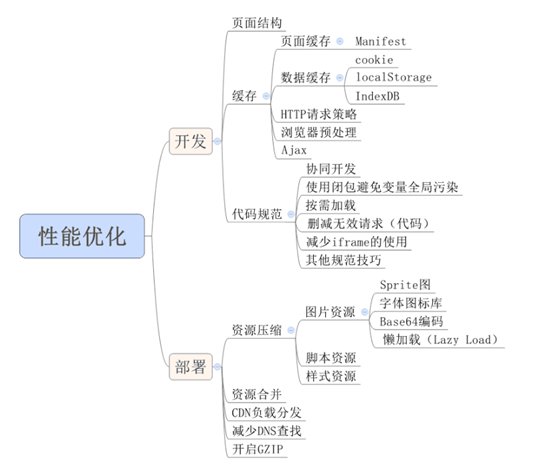 页面结构
页面缓存
Manifest
cookie
数据缓存
localStorage
缓存
IndexDB
HTTP请求策略
开发
浏览器预处理
Ajax
协同开发
使用闭包避免变量全局污染
按需加载
代码规范
删减无效请求（代码）
减少iframe的使用
其他规范技巧
性能优化
Sprite图
图片资源
字体图标库
Base64编码
资源压缩
懒加载（Lazy Load）
脚本资源
部署
样式资源
资源合并
CDN负载分发
减少DNS查找
开启GZIP